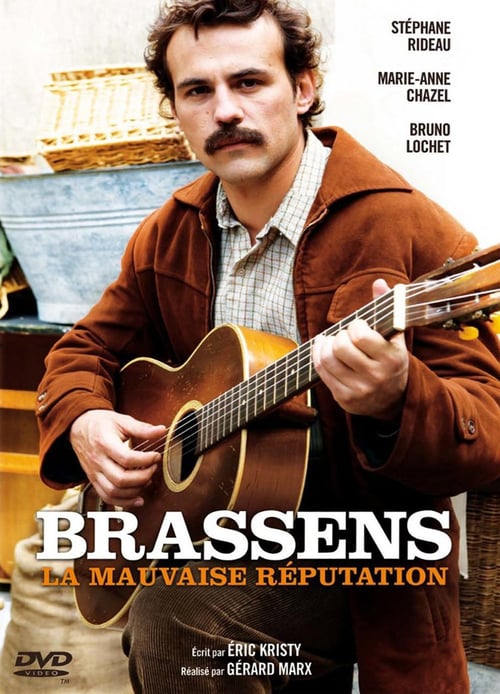 STÉPHANE
RIDEAU
MARIE-ANNE
CHAZEL
BRUNO
LOCHET
BRASSENS
LA MAUVAISE RÉPUTATION
Écrit par ÉRIC KRISTY
Réalisé par GÉRARD MARX
DVD
VIDEO
TM